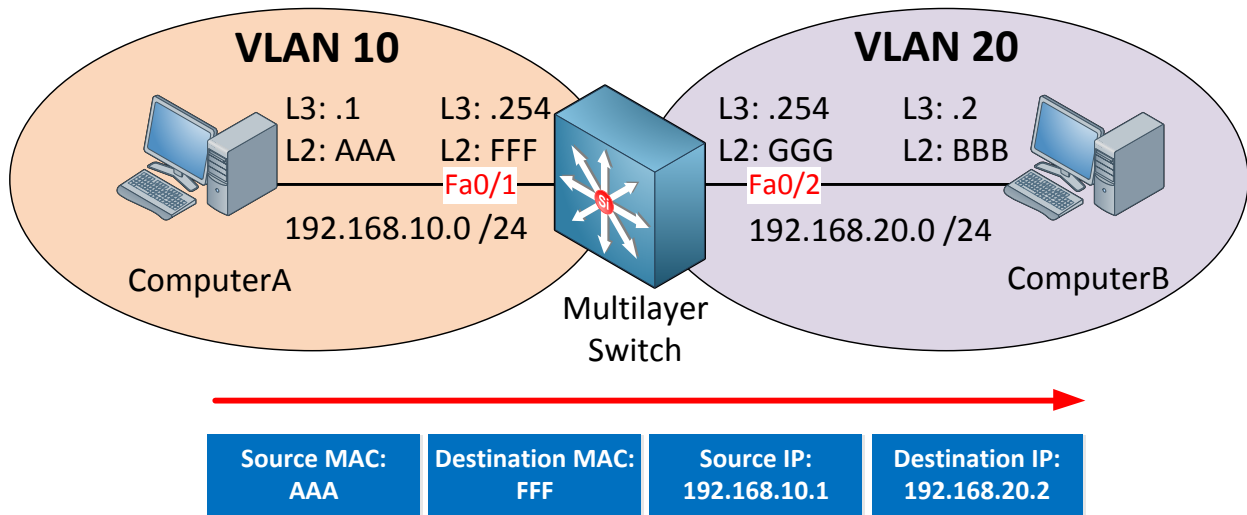 VLAN 10
VLAN 20
L3: .1
L3: .254
L3: .254
L3: .2
L2: AAA
L2: FFF
L2: GGG
L2: BBB
Fa0/1
Fa0/2
Si
192.168.10.0 /24
192.168.20.0 /24
ComputerA
ComputerB
Multilayer
Switch
Source MAC:
AAA
Destination MAC:
FFF
Source IP:
192.168.10.1
Destination IP:
192.168.20.2